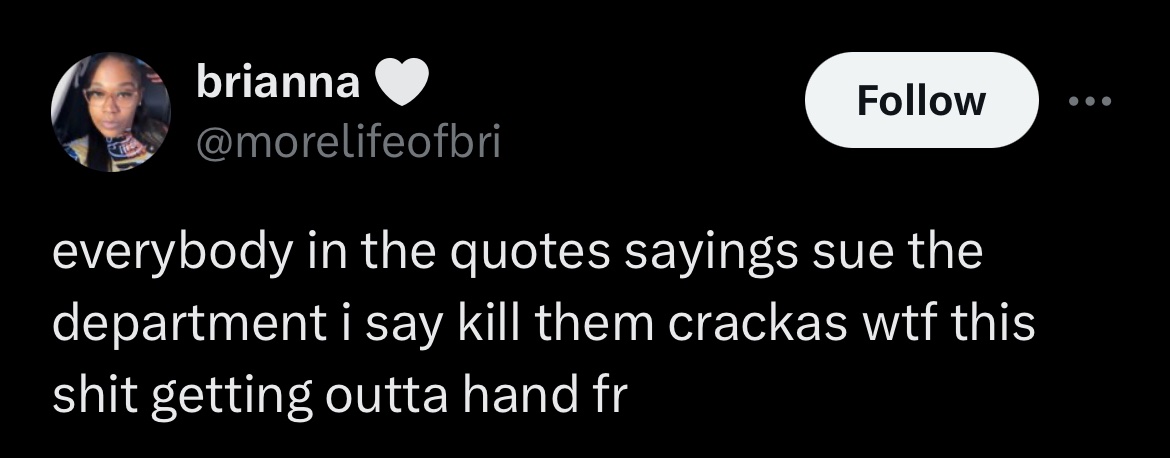 brianna 🤍
@morelifeofbri
Follow
everybody in the quotes sayings sue the
department i say kill them crackas wtf this
shit getting outta hand fr